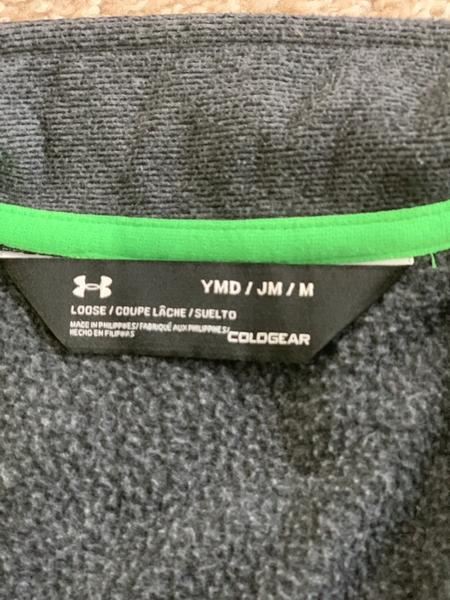 YMD / JM / M
LOOSE / COUPE LÂCHE / SUELTO
MADE IN PHILIPPINES/FABRIQUÉ AUX PHILIPPINES/
HECHO EN FILIPINAS
COLDGEAR